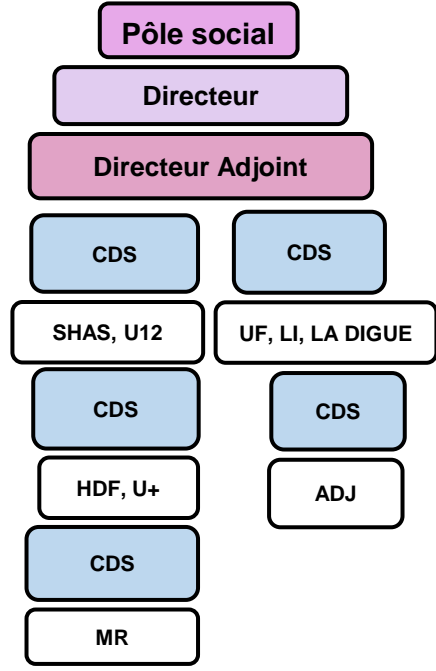 Pôle social
Directeur
Directeur Adjoint
CDS
CDS
SHAS, U12
UF, LI, LA DIGUE
CDS
CDS
HDF, U+
ADJ
CDS
MR